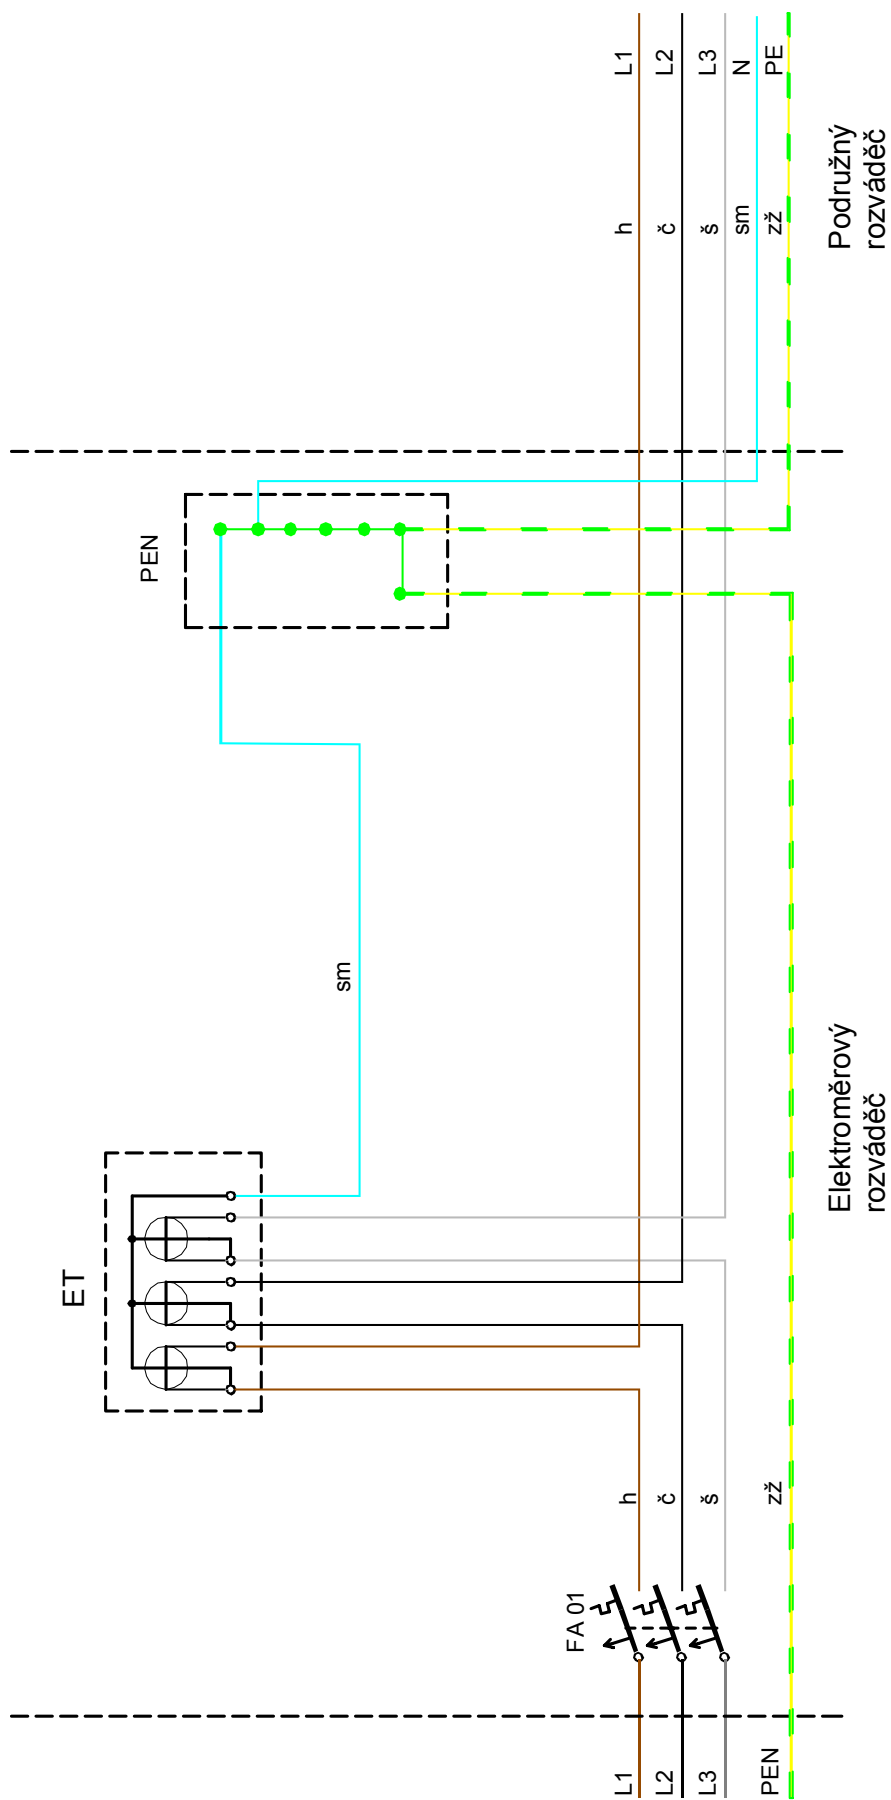 L1
L2
L3
N
PE
h
č
š
sm
zž
Podružný
rozváděč
PEN
sm
ET
Elektroměrový
rozváděč
h
č
š
zž
FA 01
L1
L2
L3
PEN